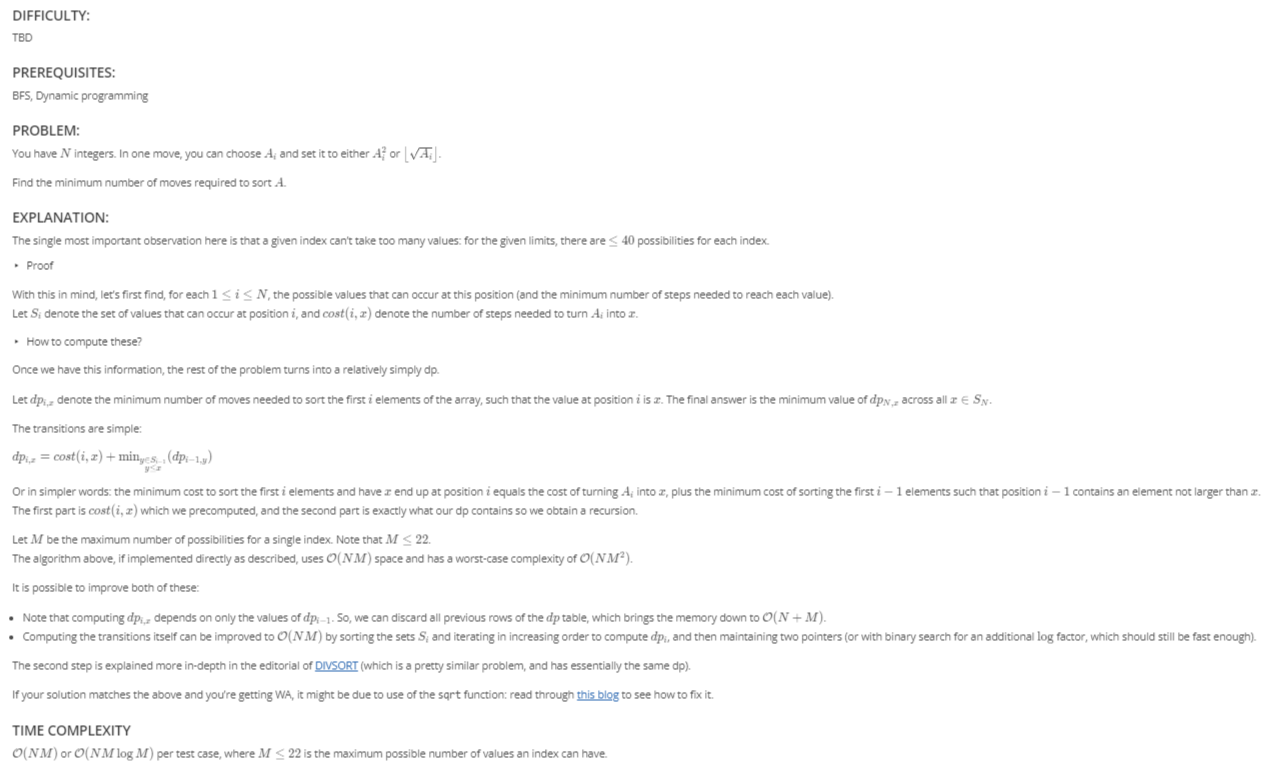 DIFFICULTY:
TBD
PREREQUISITES:
BFS, Dynamic programming
PROBLEM:
You have N integers. In one move, you can choose A_i and set it to either A_i^2 or ⌊√A_i⌋.
Find the minimum number of moves required to sort A.
EXPLANATION:
The single most important observation here is that a given index can't take too many values: for the given limits, there are ≤ 40 possibilities for each index.
‣ Proof
With this in mind, let's first find, for each 1 ≤ i ≤ N, the possible values that can occur at this position (and the minimum number of steps needed to reach each value).
Let S_i denote the set of values that can occur at position i, and cost(i, x) denote the number of steps needed to turn A_i into x.
‣ How to compute these?
Once we have this information, the rest of the problem turns into a relatively simply dp.
Let dp_{i,x} denote the minimum number of moves needed to sort the first i elements of the array, such that the value at position i is x. The final answer is the minimum value of dp_{N,x} across all x ∈ S_N.
The transitions are simple:
dp_{i,x} = cost(i, x) + min_{y∈S_{i−1}, y≤x}(dp_{i−1,y})
Or in simpler words: the minimum cost to sort the first i elements and have x end up at position i equals the cost of turning A_i into x, plus the minimum cost of sorting the first i − 1 elements such that position i − 1 contains an element not larger than x.
The first part is cost(i, x) which we precomputed, and the second part is exactly what our dp contains so we obtain a recursion.
Let M be the maximum number of possibilities for a single index. Note that M ≤ 22.
The algorithm above, if implemented directly as described, uses O(NM) space and has a worst-case complexity of O(NM^2).
It is possible to improve both of these:
• Note that computing dp_{i,x} depends on only the values of dp_{i−1}. So, we can discard all previous rows of the dp table, which brings the memory down to O(N + M).
• Computing the transitions itself can be improved to O(NM) by sorting the sets S_i and iterating in increasing order to compute dp_i, and then maintaining two pointers (or with binary search for an additional log factor, which should still be fast enough).
The second step is explained more in-depth in the editorial of DIVSORT (which is a pretty similar problem, and has essentially the same dp).
If your solution matches the above and you're getting WA, it might be due to use of the sqrt function: read through this blog to see how to fix it.
TIME COMPLEXITY
O(NM) or O(NM log M) per test case, where M ≤ 22 is the maximum possible number of values an index can have.